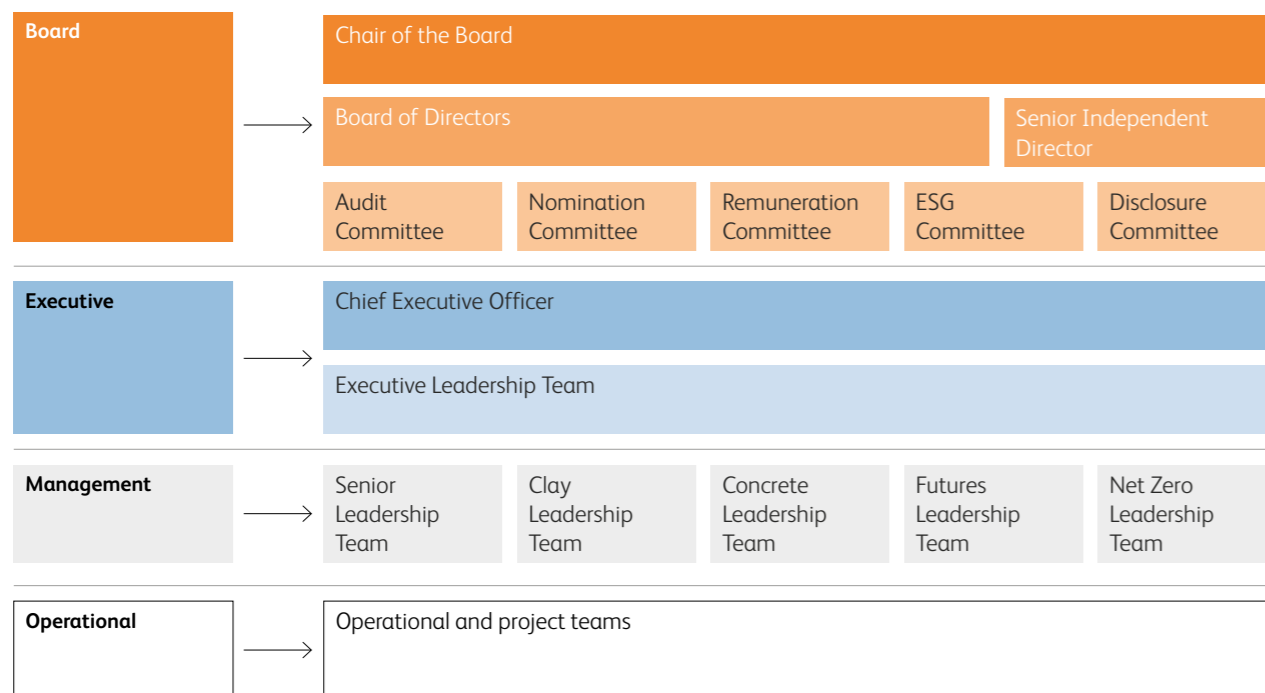 Board
Chair of the Board
Board of Directors
Senior Independent
Director
Audit
Committee
Nomination
Committee
Remuneration
Committee
ESG
Committee
Disclosure
Committee
Executive
Chief Executive Officer
Executive Leadership Team
Management
Senior
Leadership
Team
Clay
Leadership
Team
Concrete
Leadership
Team
Futures
Leadership
Team
Net Zero
Leadership
Team
Operational
Operational and project teams